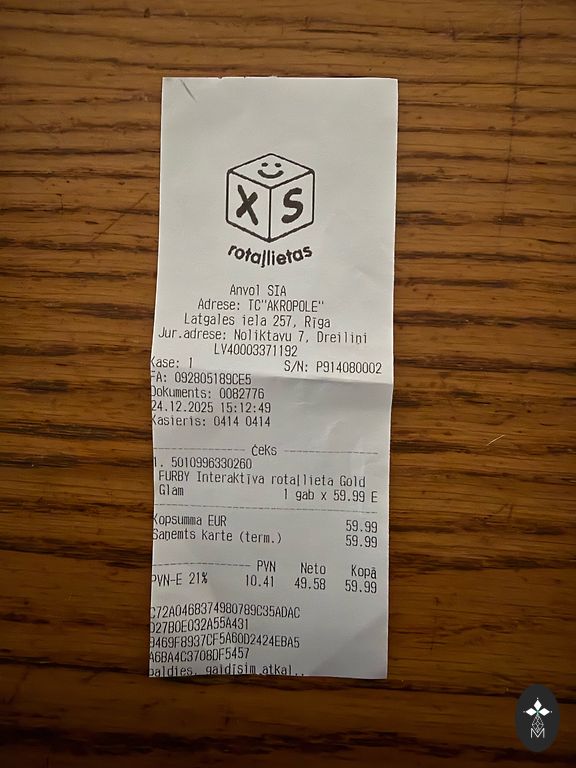 X S
rotaļlietas
Anvol SIA
Adrese: TC"AKROPOLE"
Latgales iela 257, Rīga
Jur.adrese: Noliktavu 7, Dreiliņi
LV40003371192
Kase: 1 S/N: P914080002
FA: 092805189CE5
Dokuments: 0082776
24.12.2025 15:12:49
Kasieris: 0414 0414
Čeks
1. 5010996330260
FURBY Interaktīva rotaļlieta Gold
Glam 1 gab x 59.99 E
Kopsumma EUR 59.99
Saņemts Karte (term.) 59.99
PVN Neto Kopā
PVN-E 21% 10.41 49.58 59.99
C72A0468374980789C35ADAC
D27B0E032A55A431
9469F8937CF5A60D2424EBA5
A6BA4C3708DF5457
paldies, gaidīsim atkal..
M